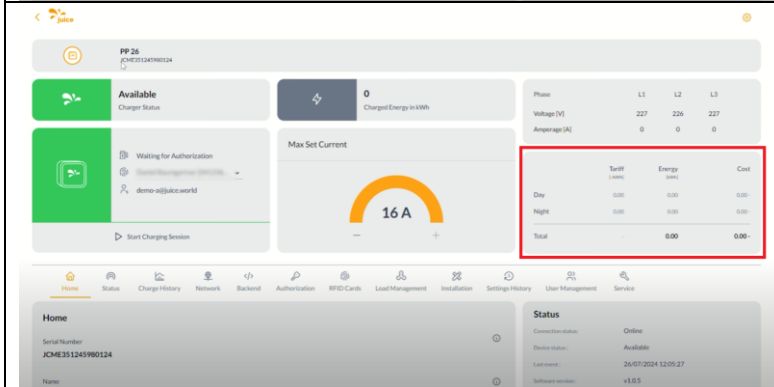 juice
PP 26
JCME351245980124
Available
Charger Status
0
Charged Energy in kWh
Phase L1 L2 L3
Voltage [V] 227 226 227
Amperage [A] 0 0 0
Waiting for Authorization
demo-a@juice.world
Start Charging Session
Max Set Current
16 A
− +
Tariff Energy Cost
[kWh]
Day 0.00 0.00 0.00 -
Night 0.00 0.00 0.00 -
Total - 0.00 0.00 -
Home Status Charge History Network Backend Authorization RFID Cards Load Management Installation Settings History User Management Service
Home
Serial Number
JCME351245980124
Name
Status
Connection status: Online
Device status: Available
Last event: 26/07/2024 12:05:27
Software version: v1.0.5